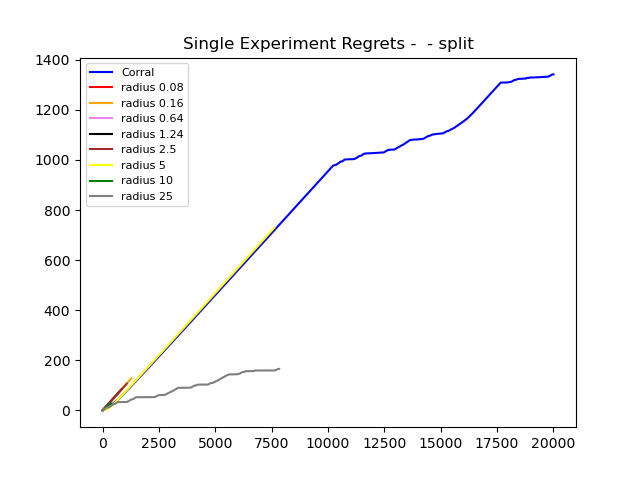 Single Experiment Regrets -  - split
1400
1200
1000
800
600
400
200
0
Corral
radius 0.08
radius 0.16
radius 0.64
radius 1.24
radius 2.5
radius 5
radius 10
radius 25
0 2500 5000 7500 10000 12500 15000 17500 20000